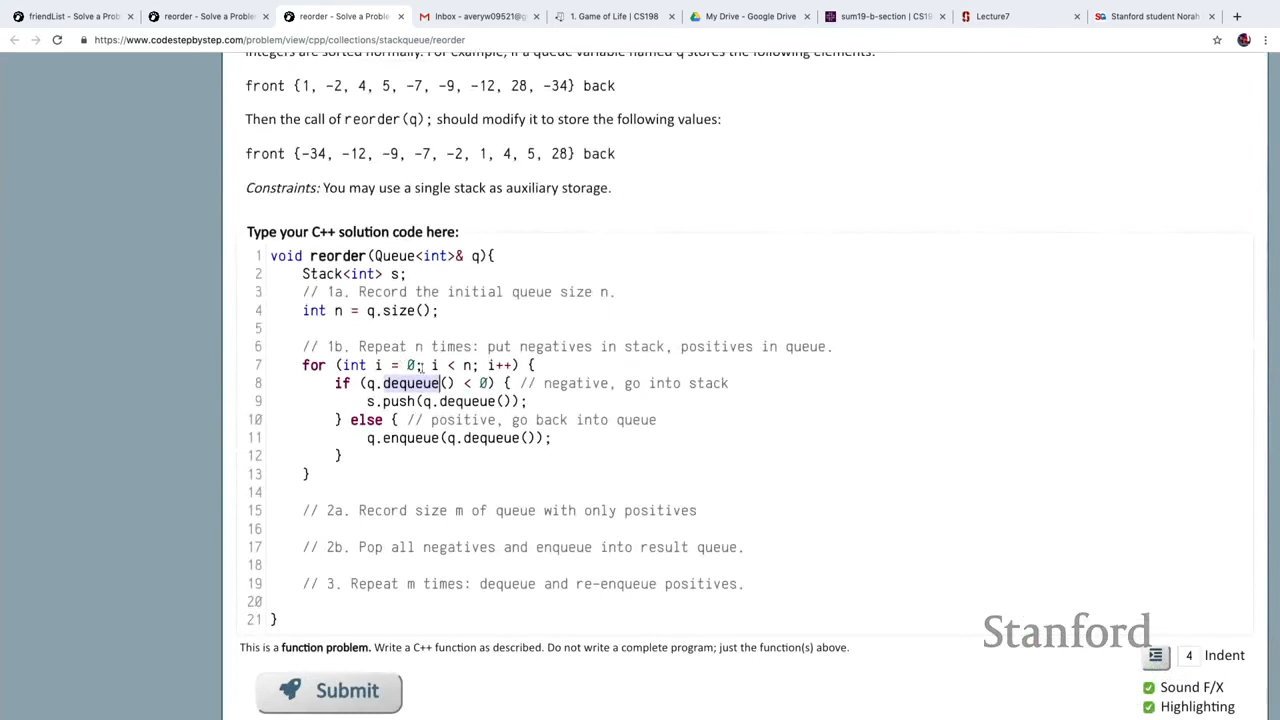 friendList - Solve a Prob
reorder - Solve a Problem
reorder - Solve a Proble
Inbox - averyw09521@g
1. Game of Life | CS198
My Drive - Google Drive
sum19-b-section | CS19
Lecture7
Stanford student Norah
https://www.codestepbystep.com/problem/view/cpp/collections/stackqueue/reorder
integers are sorted normally. For example, if a queue variable named q stores the following elements:
front {1, -2, 4, 5, -7, -9, -12, 28, -34} back
Then the call of reorder(q); should modify it to store the following values:
front {-34, -12, -9, -7, -2, 1, 4, 5, 28} back
Constraints: You may use a single stack as auxiliary storage.
Type your C++ solution code here:
1 void reorder(Queue<int>& q){
2 Stack<int> s;
3 // 1a. Record the initial queue size n.
4 int n = q.size();
5
6 // 1b. Repeat n times: put negatives in stack, positives in queue.
7 for (int i = 0; i < n; i++) {
8 if (q.dequeue() < 0) { // negative, go into stack
9 s.push(q.dequeue());
10 } else { // positive, go back into queue
11 q.enqueue(q.dequeue());
12 }
13 }
14
15 // 2a. Record size m of queue with only positives
16
17 // 2b. Pop all negatives and enqueue into result queue.
18
19 // 3. Repeat m times: dequeue and re-enqueue positives.
20
21 }
Stanford
This is a function problem. Write a C++ function as described. Do not write a complete program; just the function(s) above.
4 Indent
Submit
Sound F/X
Highlighting